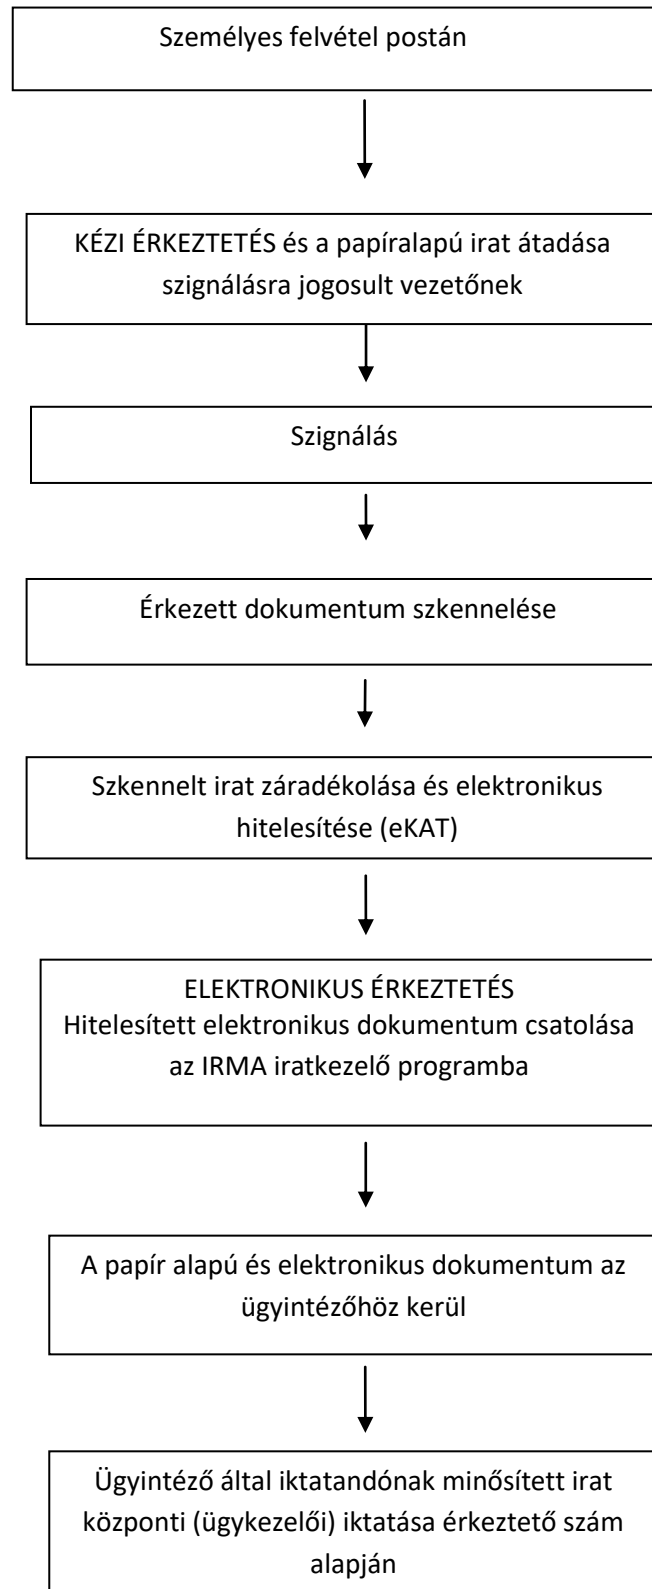 Személyes felvétel postán
KÉZI ÉRKEZTETÉS és a papíralapú irat átadása
szignálásra jogosult vezetőnek
Szignálás
Érkezett dokumentum szkennelése
Szkennelt irat záradékolása és elektronikus
hitelesítése (eKAT)
ELEKTRONIKUS ÉRKEZTETÉS
Hitelesített elektronikus dokumentum csatolása
az IRMA iratkezelő programba
A papír alapú és elektronikus dokumentum az
ügyintézőhöz kerül
Ügyintéző által iktatandónak minősített irat
központi (ügykezelői) iktatása érkeztető szám
alapján